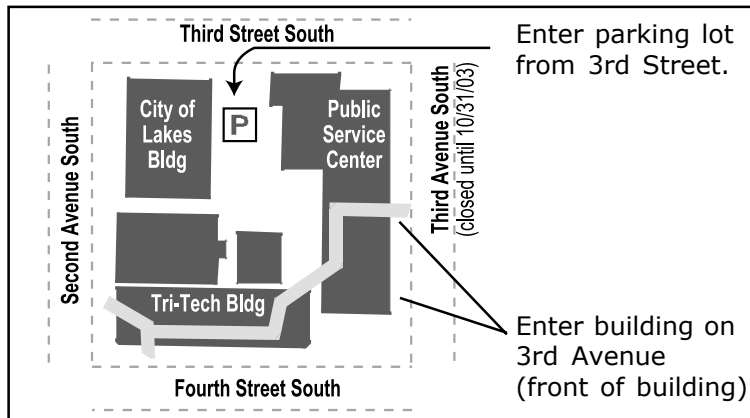 Third Street South
Enter parking lot
from 3rd Street.
City of
Lakes
Bldg
P
Public
Service
Center
Second Avenue South
Third Avenue South
(closed until 10/31/03)
Tri-Tech Bldg
Enter building on
3rd Avenue
(front of building)
Fourth Street South